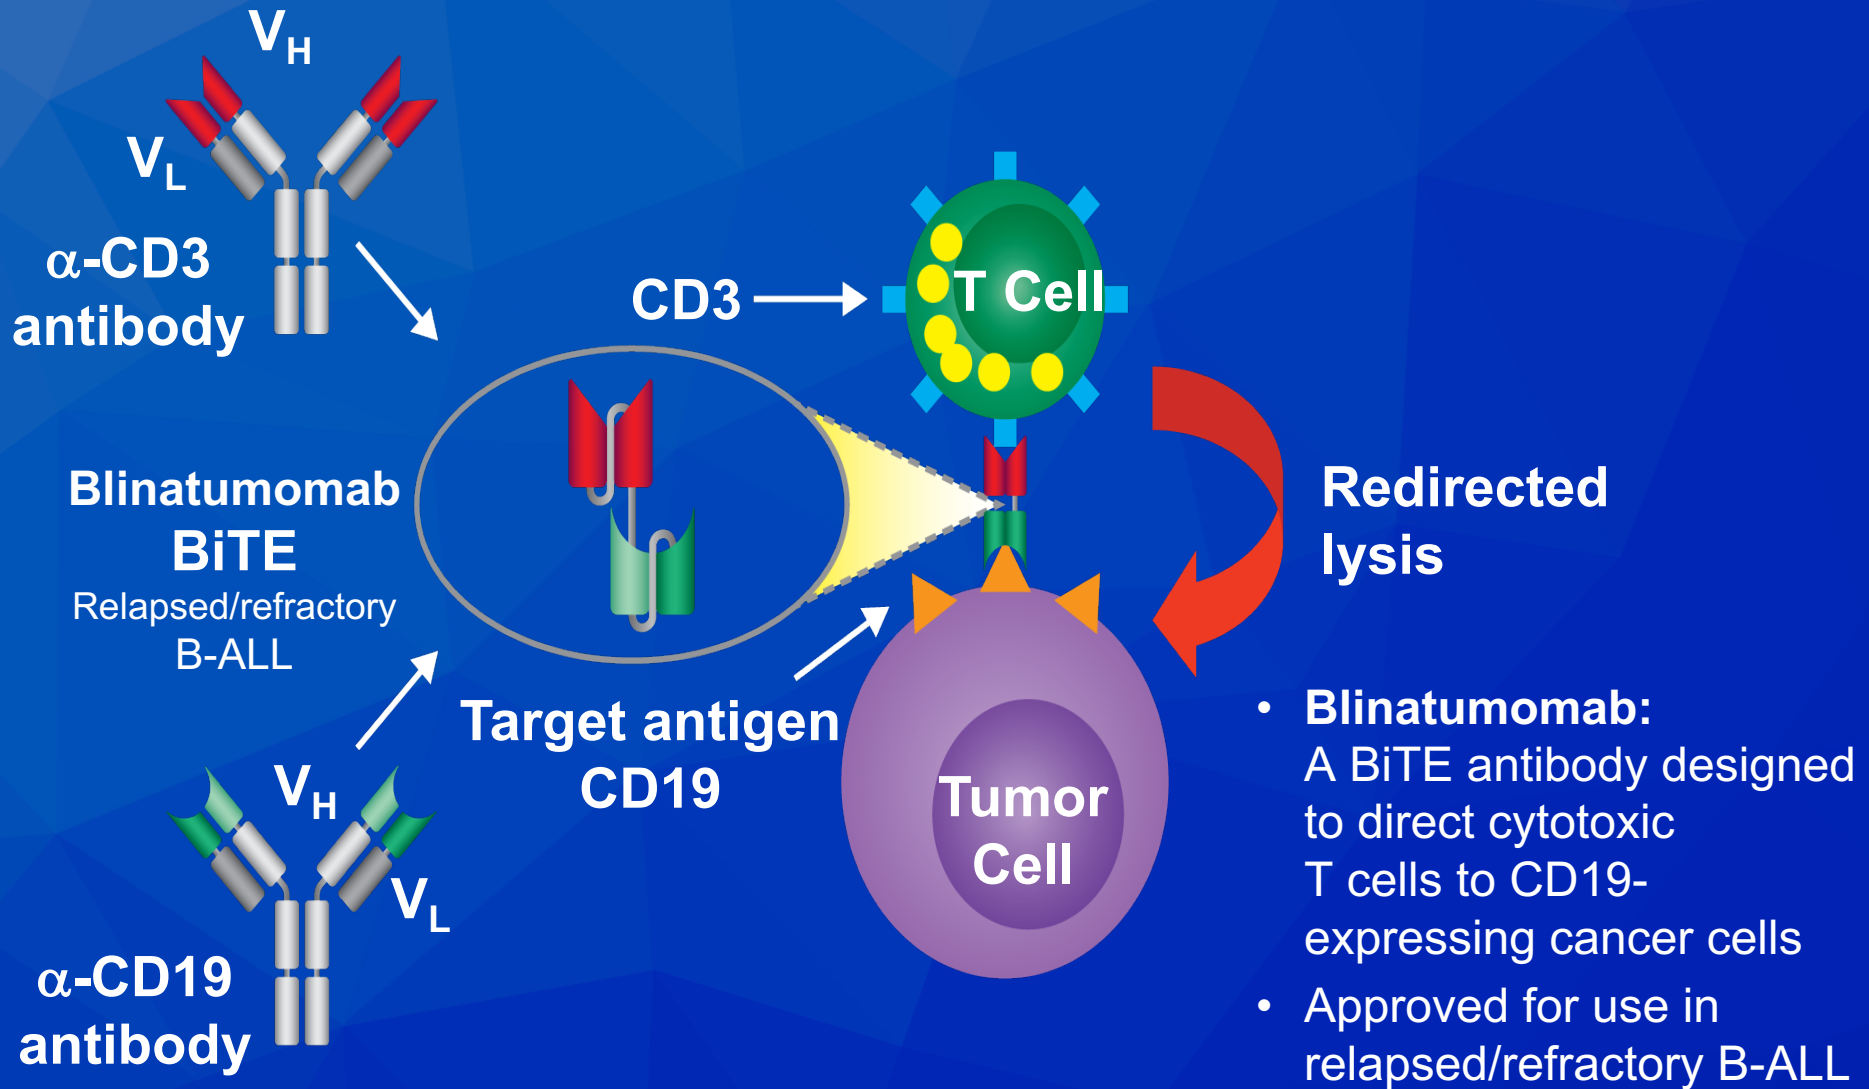 VH
VL
α-CD3
antibody
CD3
T Cell
Blinatumomab
BiTE
Relapsed/refractory
B-ALL
Redirected
lysis
Target antigen
CD19
Tumor
Cell
VH
VL
α-CD19
antibody
• Blinatumomab:
A BiTE antibody designed
to direct cytotoxic
T cells to CD19-
expressing cancer cells
• Approved for use in
relapsed/refractory B-ALL